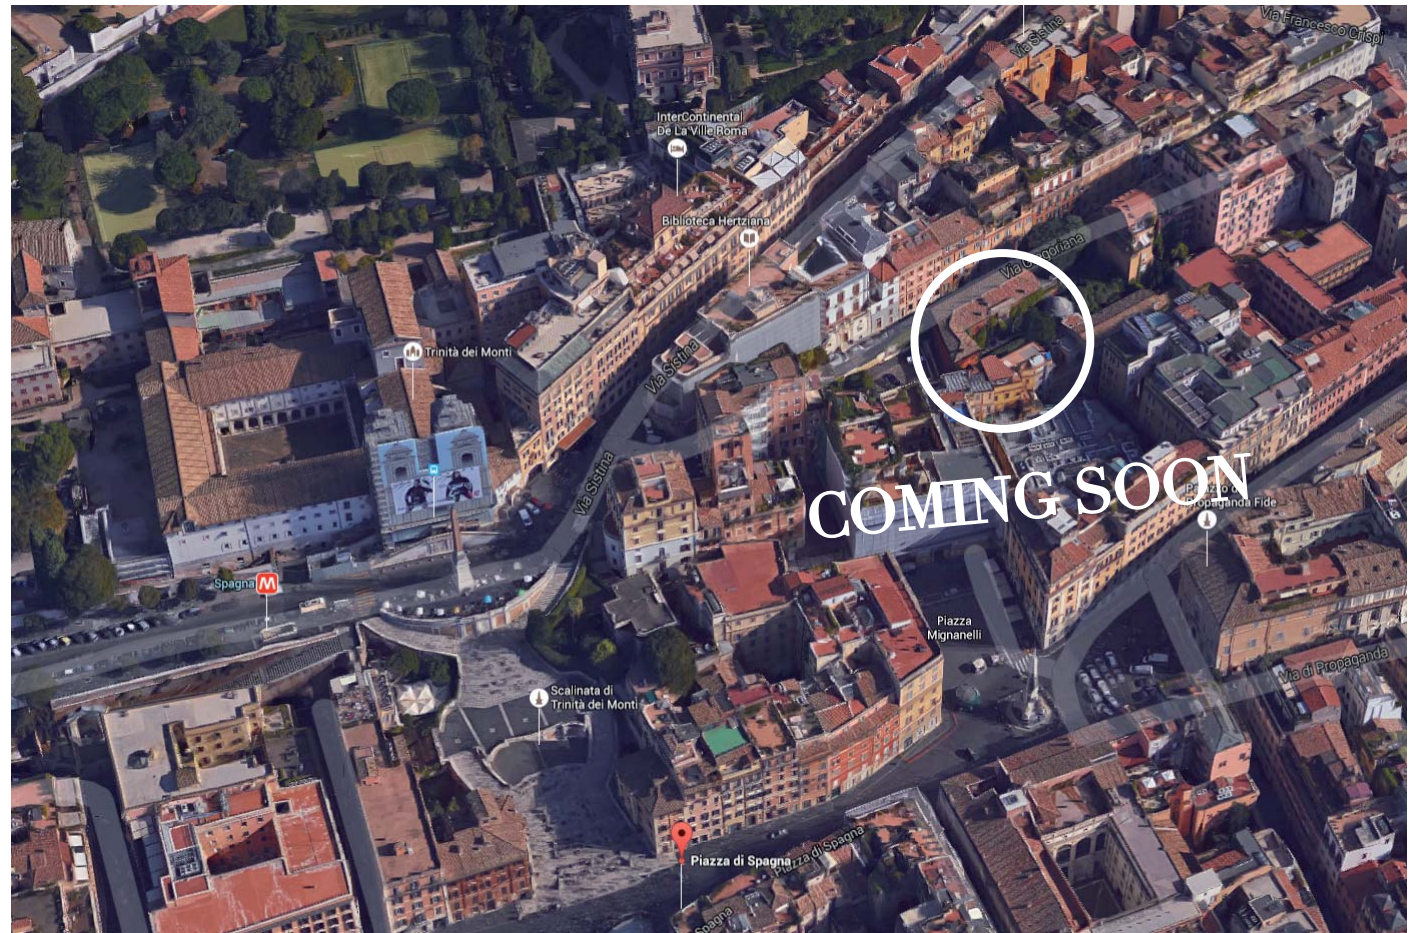 Via Francesco Crispi
Via Sistina
InterContinental
De La Ville Roma
Biblioteca Hertziana
Via Gregoriana
Trinità dei Monti
Via Sistina
Via Sistina
COMING SOON
Propaganda Fide
Spagna
M
Piazza
Mignanelli
Via di Propaganda
Scalinata di
Trinità dei Monti
Piazza di Spagna
Piazza di Spagna
Spagna